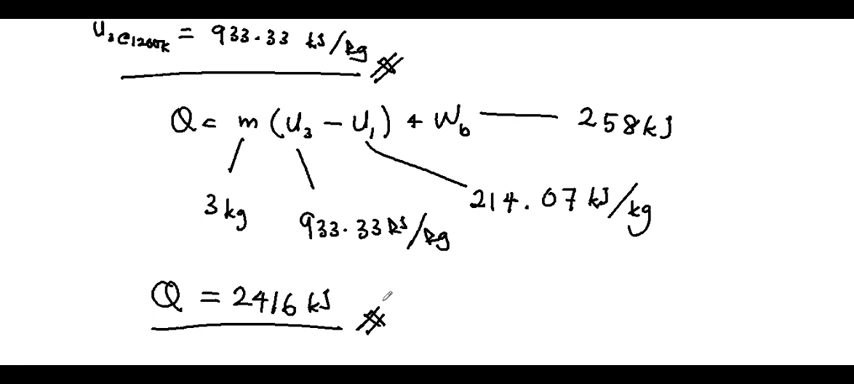 U₃@1200K = 933.33 kJ/kg
Q = m (U₃ - U₁) + W_b — 258 kJ
3 kg 933.33 kJ/kg 214.07 kJ/kg
Q = 2416 kJ